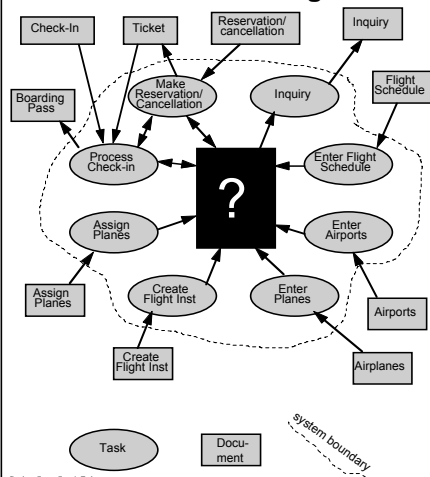 Check-In
Ticket
Reservation/
cancellation
Inquiry
Make
Reservation/
Cancellation
Inquiry
Flight
Schedule
Boarding
Pass
Process
Check-in
?
Enter Flight
Schedule
Assign
Planes
Enter
Airports
Create
Flight Inst
Enter
Planes
Assign
Planes
Airports
Create
Flight Inst
Airplanes
Task
Docu-
ment
system boundary